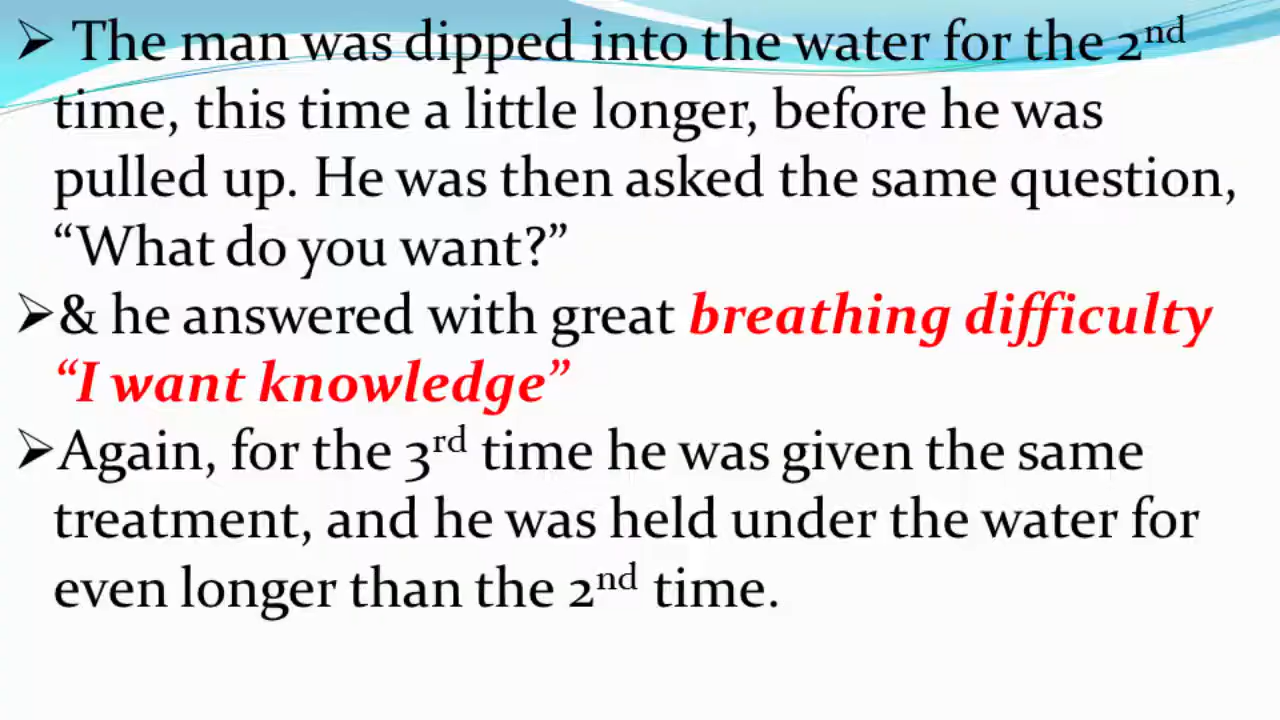 ➢ The man was dipped into the water for the 2nd
time, this time a little longer, before he was
pulled up. He was then asked the same question,
“What do you want?”
➢& he answered with great breathing difficulty
“I want knowledge”
➢Again, for the 3rd time he was given the same
treatment, and he was held under the water for
even longer than the 2nd time.